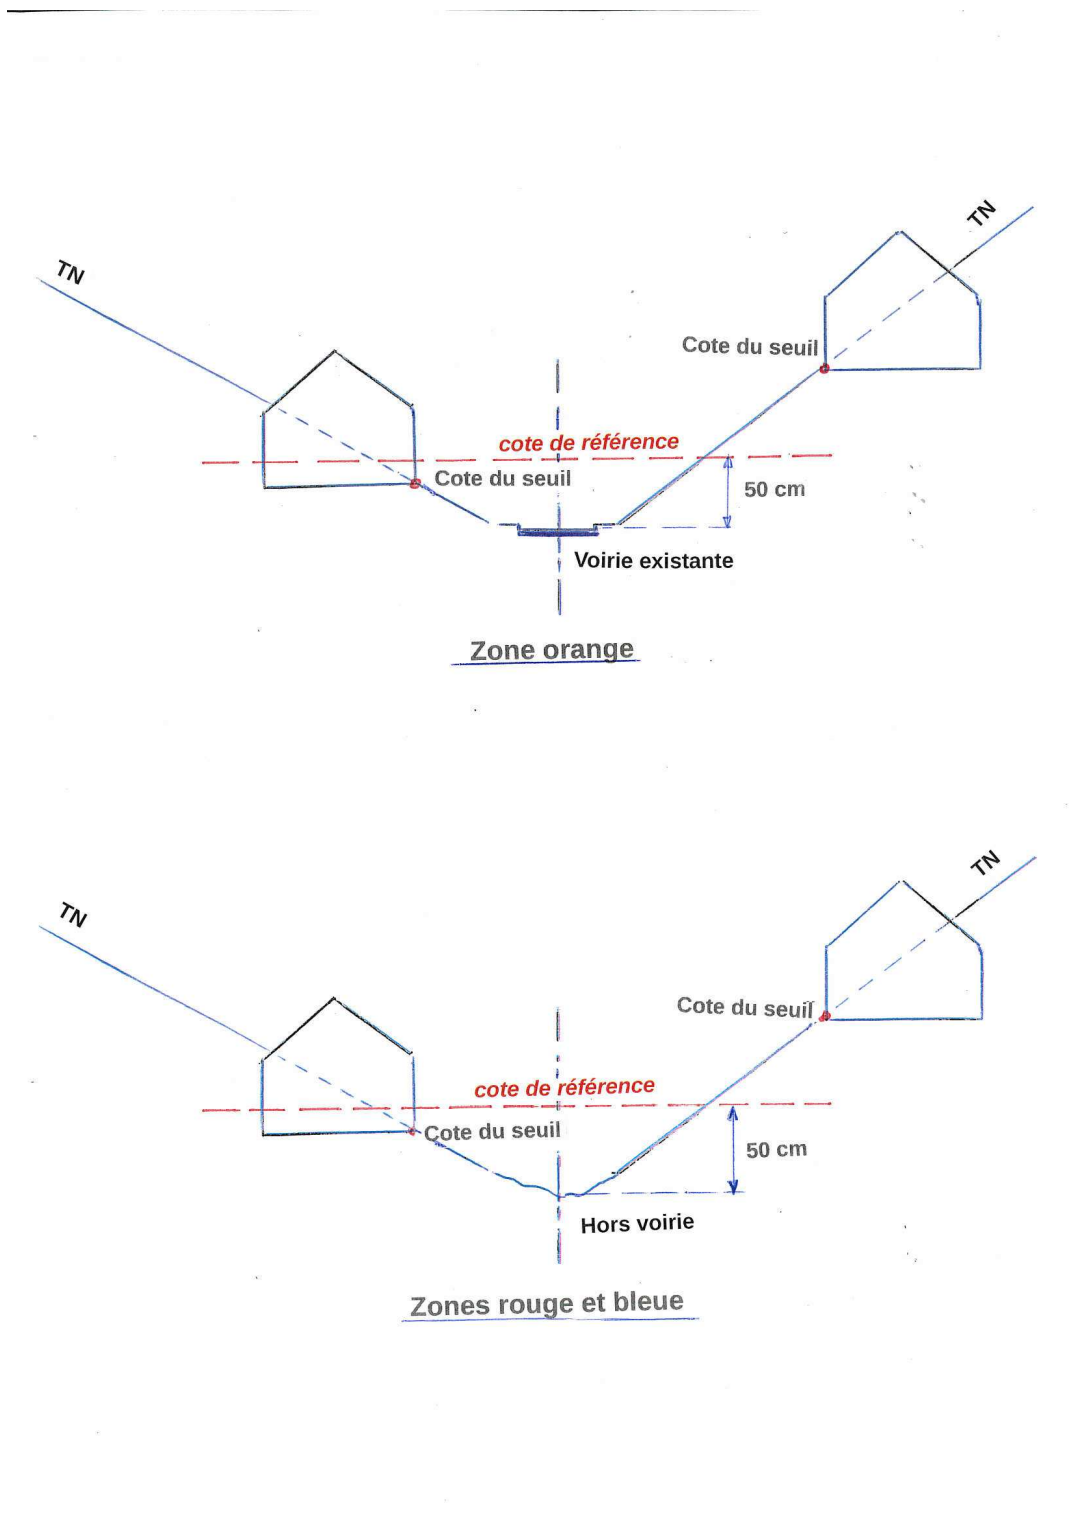 TN
TN
Cote du seuil
cote de référence
Cote du seuil
50 cm
Voirie existante
Zone orange
TN
TN
Cote du seuil
cote de référence
Cote du seuil
50 cm
Hors voirie
Zones rouge et bleue